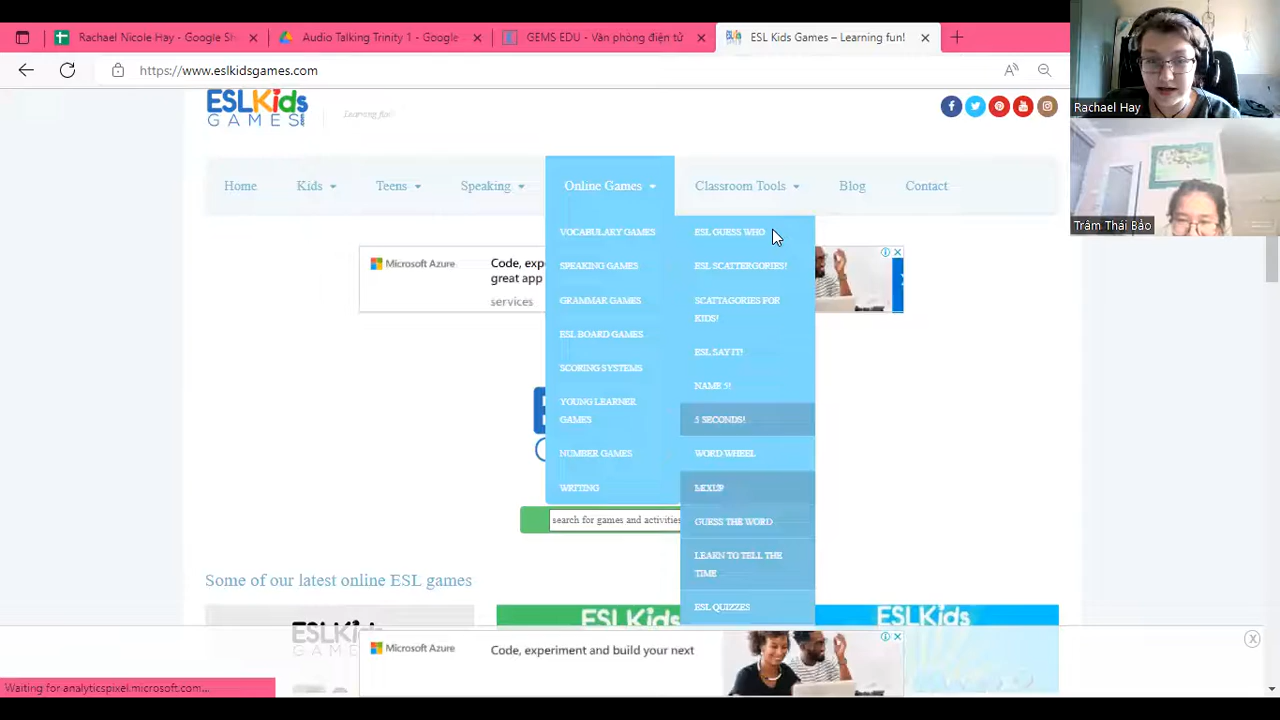 Rachael Nicole Hay - Google Sh
Audio Talking Trinity 1 - Google
GEMS EDU - Văn phòng điện tử
ESL Kids Games – Learning fun!
https://www.eslkidsgames.com
Rachael Hay
Trâm Thái Bảo
ESLKids
GAMES!
Learning fun!
Home
Kids
Teens
Speaking
Online Games
Classroom Tools
Blog
Contact
VOCABULARY GAMES
SPEAKING GAMES
GRAMMAR GAMES
ESL BOARD GAMES
SCORING SYSTEMS
YOUNG LEARNER
GAMES
NUMBER GAMES
WRITING
ESL GUESS WHO
ESL SCATTERGORIES!
SCATTAGORIES FOR
KIDS!
ESL SAY IT!
NAME 5!
5 SECONDS!
WORD WHEEL
MIXUP
GUESS THE WORD
LEARN TO TELL THE
TIME
ESL QUIZZES
Microsoft Azure
Code, exp
great app
services
search for games and activities
Some of our latest online ESL games
ESLKi
GAM
ESLKids
ESLKids
Microsoft Azure
Code, experiment and build your next
Waiting for analyticspixel.microsoft.com...